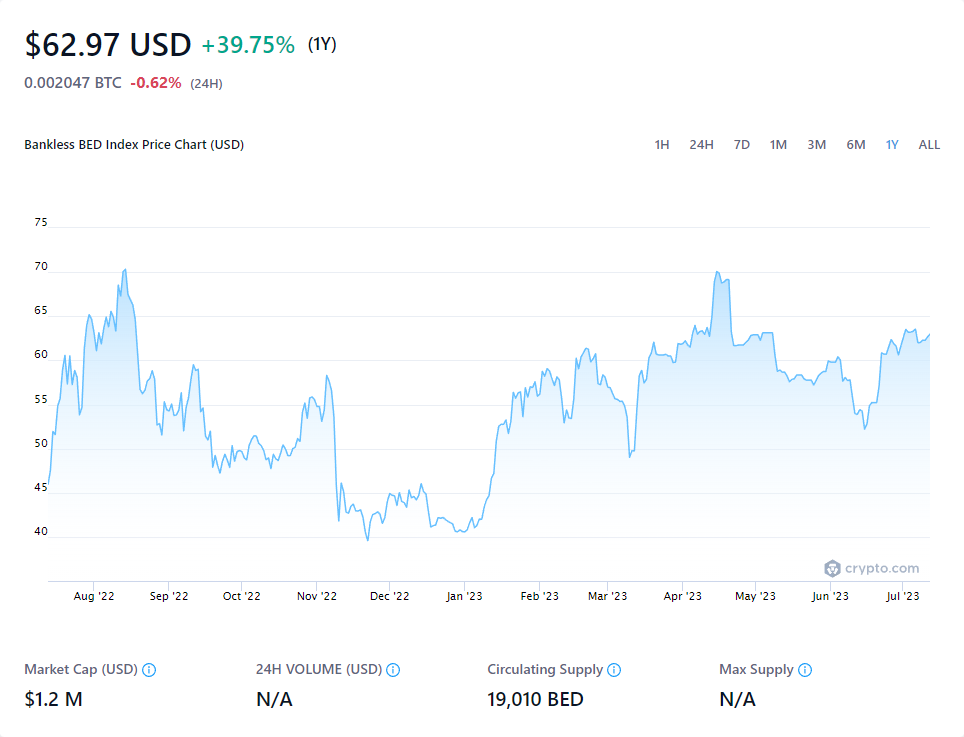 $62.97 USD +39.75% (1Y)
0.002047 BTC -0.62% (24H)
Bankless BED Index Price Chart (USD) 1H 24H 7D 1M 3M 6M 1Y ALL
75
70
65
60
55
50
45
40
crypto.com
Aug '22 Sep '22 Oct '22 Nov '22 Dec '22 Jan '23 Feb '23 Mar '23 Apr '23 May '23 Jun '23 Jul '23
Market Cap (USD) 24H VOLUME (USD) Circulating Supply Max Supply
$1.2 M N/A 19,010 BED N/A